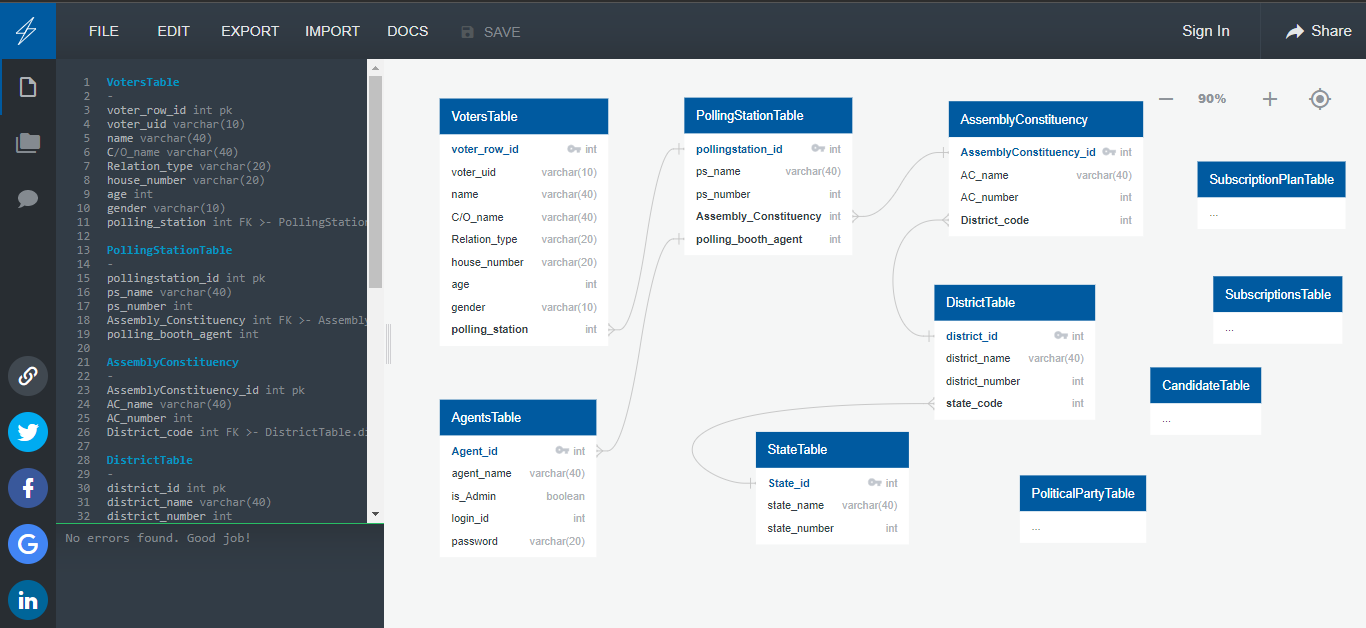 FILE EDIT EXPORT IMPORT DOCS SAVE Sign In Share
1 VotersTable
2 -
3 voter_row_id int pk
4 voter_uid varchar(10)
5 name varchar(40)
6 C/O_name varchar(40)
7 Relation_type varchar(20)
8 house_number varchar(20)
9 age int
10 gender varchar(10)
11 polling_station int FK >- PollingStation
12
13 PollingStationTable
14 -
15 pollingstation_id int pk
16 ps_name varchar(40)
17 ps_number int
18 Assembly_Constituency int FK >- Assembly
19 polling_booth_agent int
20
21 AssemblyConstituency
22 -
23 AssemblyConstituency_id int pk
24 AC_name varchar(40)
25 AC_number int
26 District_code int FK >- DistrictTable.di
27
28 DistrictTable
29 -
30 district_id int pk
31 district_name varchar(40)
32 district_number int
No errors found. Good job!
VotersTable
voter_row_id int
voter_uid varchar(10)
name varchar(40)
C/O_name varchar(40)
Relation_type varchar(20)
house_number varchar(20)
age int
gender varchar(10)
polling_station int
AgentsTable
Agent_id int
agent_name varchar(40)
is_Admin boolean
login_id int
password varchar(20)
PollingStationTable
pollingstation_id int
ps_name varchar(40)
ps_number int
Assembly_Constituency int
polling_booth_agent int
AssemblyConstituency
AssemblyConstituency_id int
AC_name varchar(40)
AC_number int
District_code int
DistrictTable
district_id int
district_name varchar(40)
district_number int
state_code int
StateTable
State_id int
state_name varchar(40)
state_number int
90%
SubscriptionPlanTable
...
SubscriptionsTable
...
CandidateTable
...
PoliticalPartyTable
...
f
G
in